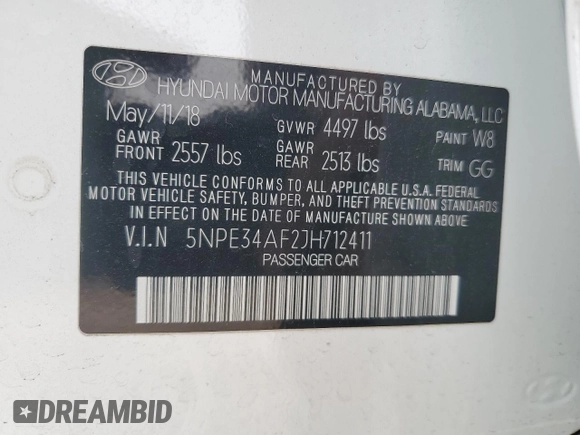 MANUFACTURED BY
HYUNDAI MOTOR MANUFACTURING ALABAMA, LLC
May/11/18 GVWR 4497 lbs PAINT W8
GAWR FRONT 2557 lbs GAWR REAR 2513 lbs TRIM GG
THIS VEHICLE CONFORMS TO ALL APPLICABLE U.S.A. FEDERAL
MOTOR VEHICLE SAFETY, BUMPER, AND THEFT PREVENTION STANDARDS
IN EFFECT ON THE DATE OF MANUFACTURE SHOWN ABOVE.
V.I.N 5NPE34AF2JH712411
PASSENGER CAR
DREAMBID